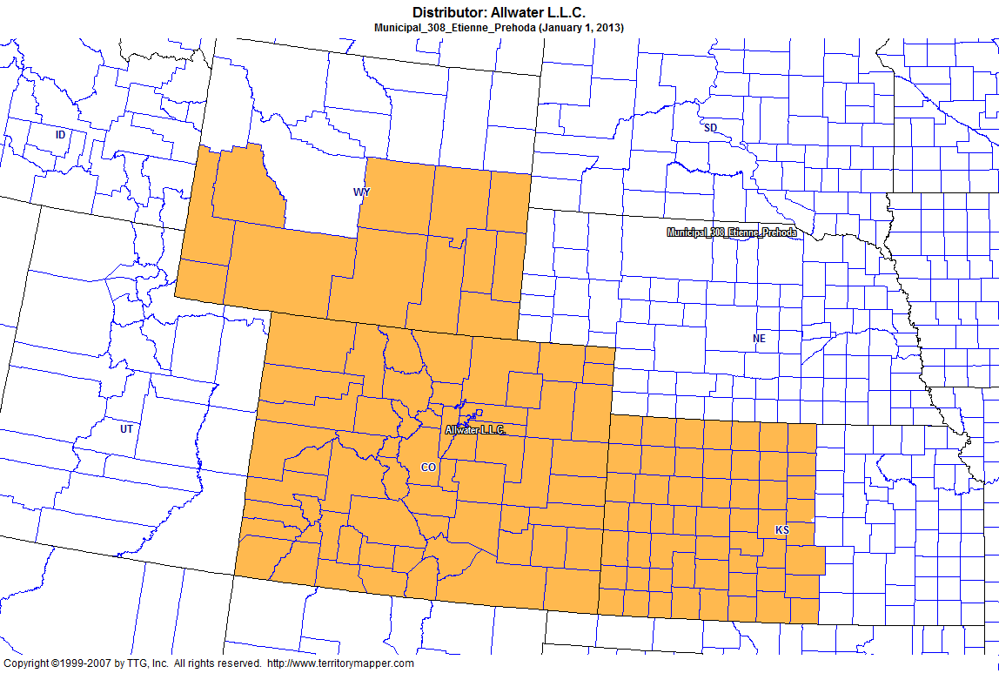 Distributor: Allwater L.L.C.
Municipal_308_Etienne_Prehoda (January 1, 2013)
ID
SD
WY
Municipal_308_Etienne_Prehoda
NE
UT
Allwater L.L.C.
CO
KS
Copyright ©1999-2007 by TTG, Inc. All rights reserved. http://www.territorymapper.com